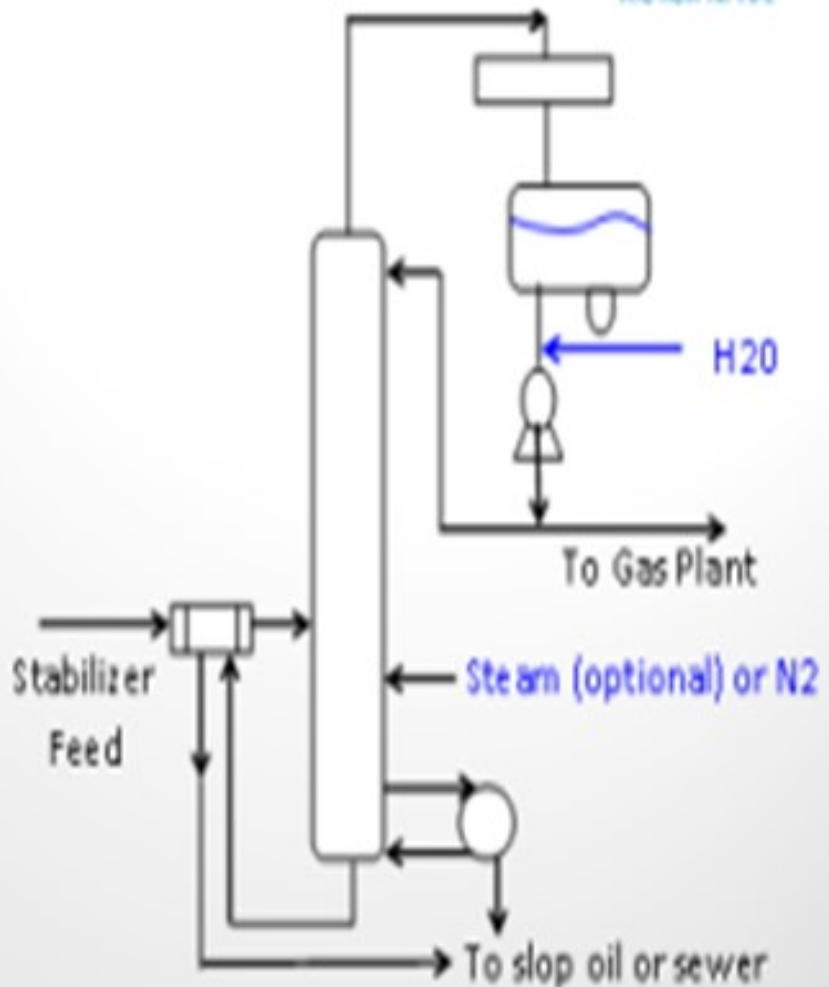 H20
To Gas Plant
Stabilizer
Feed
Steam (optional) or N2
To slop oil or sewer